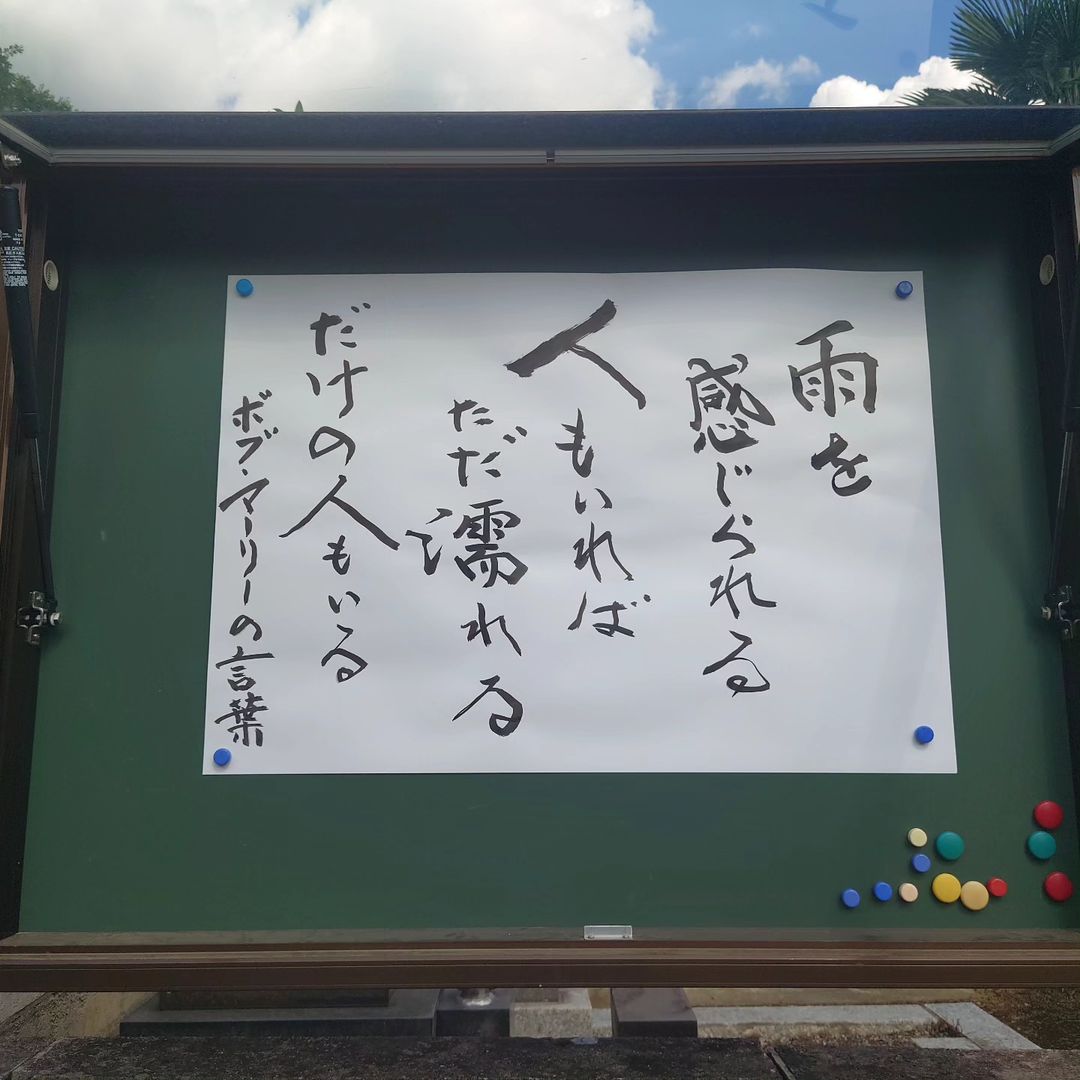 雨を
感じられる
人もいれば
ただ濡れる
だけの人もいる
ボブ・マーリーの言葉